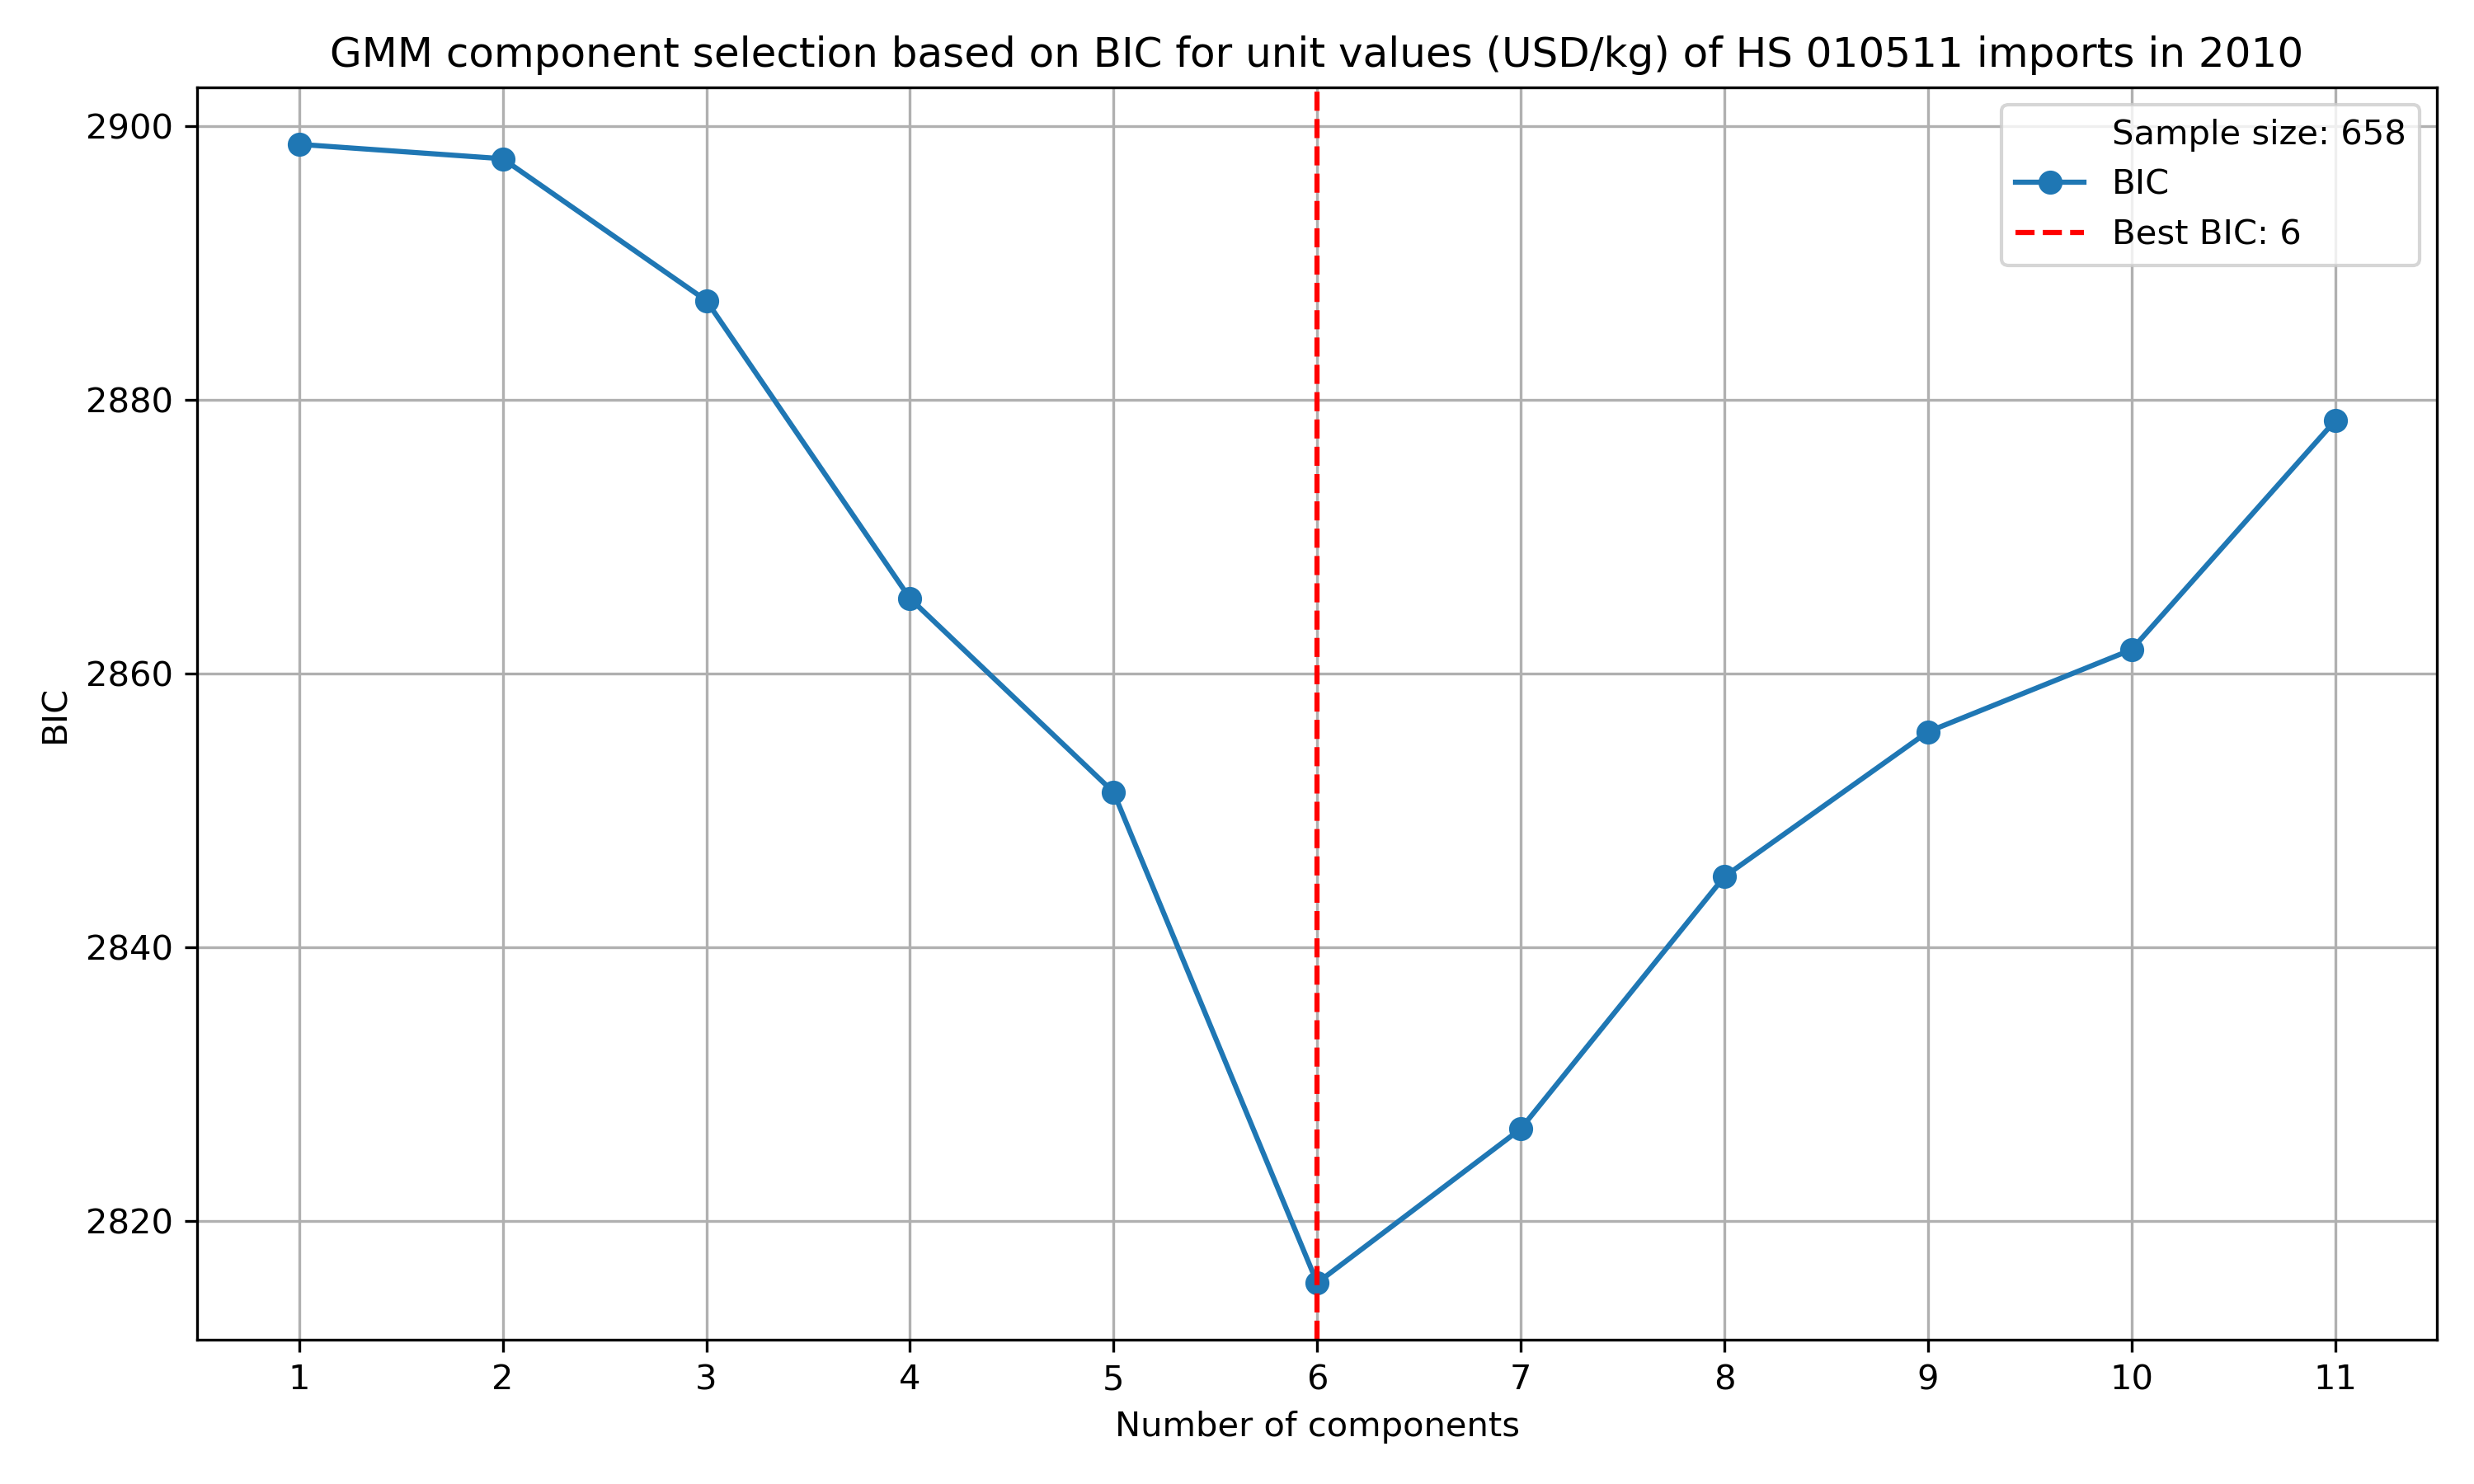 GMM component selection based on BIC for unit values (USD/kg) of HS 010511 imports in 2010
Sample size: 658
BIC
Best BIC: 6
BIC
2900
2880
2860
2840
2820
1 2 3 4 5 6 7 8 9 10 11
Number of components